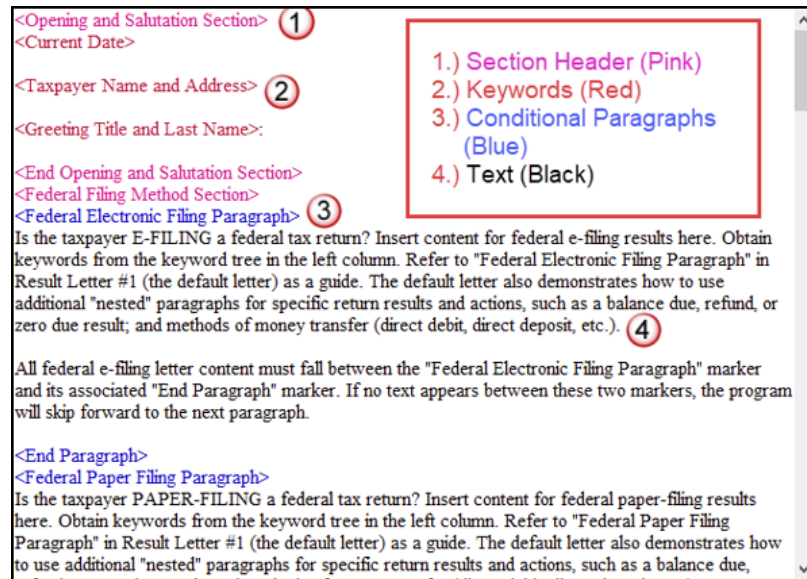 <Opening and Salutation Section> 1
<Current Date>
<Taxpayer Name and Address> 2
<Greeting Title and Last Name>:
1.) Section Header (Pink)
2.) Keywords (Red)
3.) Conditional Paragraphs
(Blue)
4.) Text (Black)
<End Opening and Salutation Section>
<Federal Filing Method Section>
<Federal Electronic Filing Paragraph> 3
Is the taxpayer E-FILING a federal tax return? Insert content for federal e-filing results here. Obtain
keywords from the keyword tree in the left column. Refer to "Federal Electronic Filing Paragraph" in
Result Letter #1 (the default letter) as a guide. The default letter also demonstrates how to use
additional "nested" paragraphs for specific return results and actions, such as a balance due, refund, or
zero due result; and methods of money transfer (direct debit, direct deposit, etc.). 4
All federal e-filing letter content must fall between the "Federal Electronic Filing Paragraph" marker
and its associated "End Paragraph" marker. If no text appears between these two markers, the program
will skip forward to the next paragraph.
<End Paragraph>
<Federal Paper Filing Paragraph>
Is the taxpayer PAPER-FILING a federal tax return? Insert content for federal paper-filing results
here. Obtain keywords from the keyword tree in the left column. Refer to "Federal Paper Filing
Paragraph" in Result Letter #1 (the default letter) as a guide. The default letter also demonstrates how
to use additional "nested" paragraphs for specific return results and actions, such as a balance due,